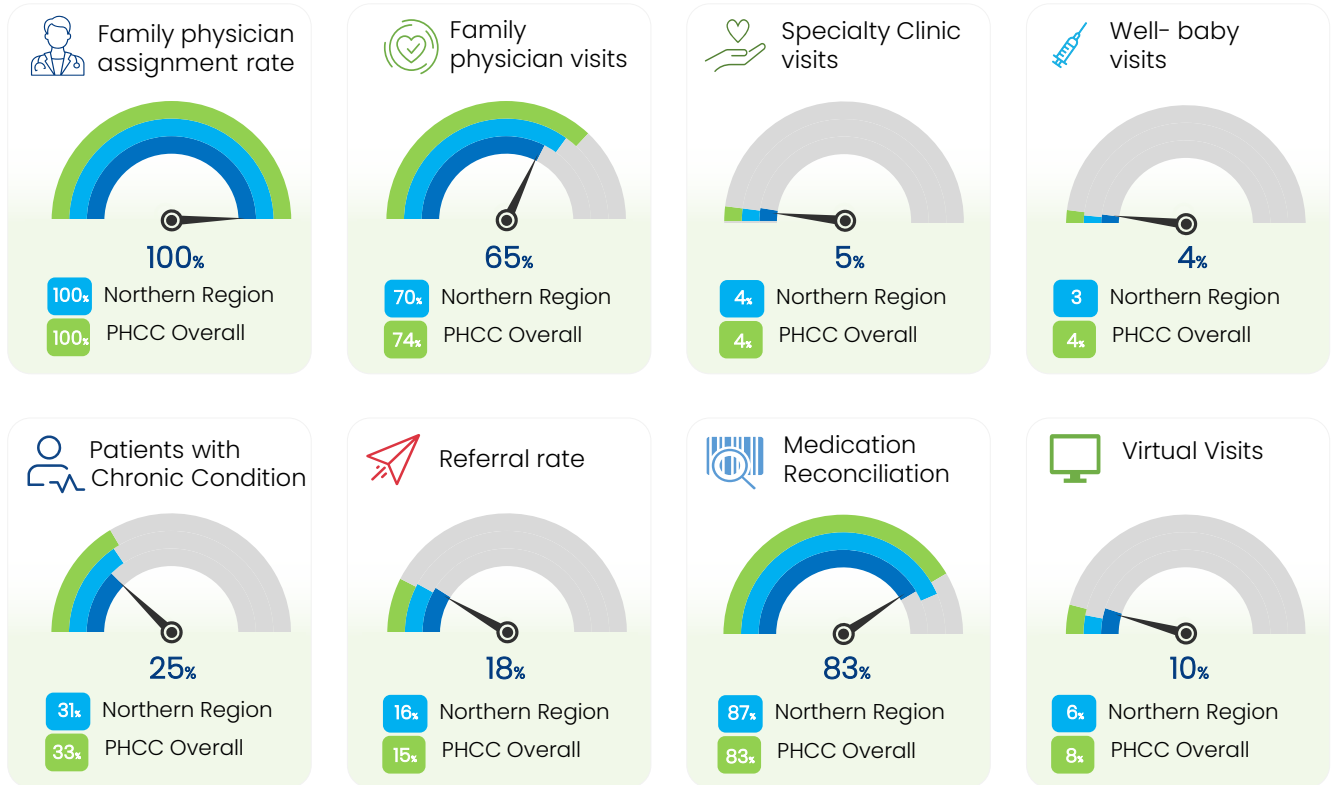 Family physician
assignment rate
100%
100% Northern Region
100% PHCC Overall
Family
physician visits
65%
70% Northern Region
74% PHCC Overall
Specialty Clinic
visits
5%
4% Northern Region
4% PHCC Overall
Well- baby
visits
4%
3 Northern Region
4% PHCC Overall
Patients with
Chronic Condition
25%
31% Northern Region
33% PHCC Overall
Referral rate
18%
16% Northern Region
15% PHCC Overall
Medication
Reconciliation
83%
87% Northern Region
83% PHCC Overall
Virtual Visits
10%
6% Northern Region
8% PHCC Overall